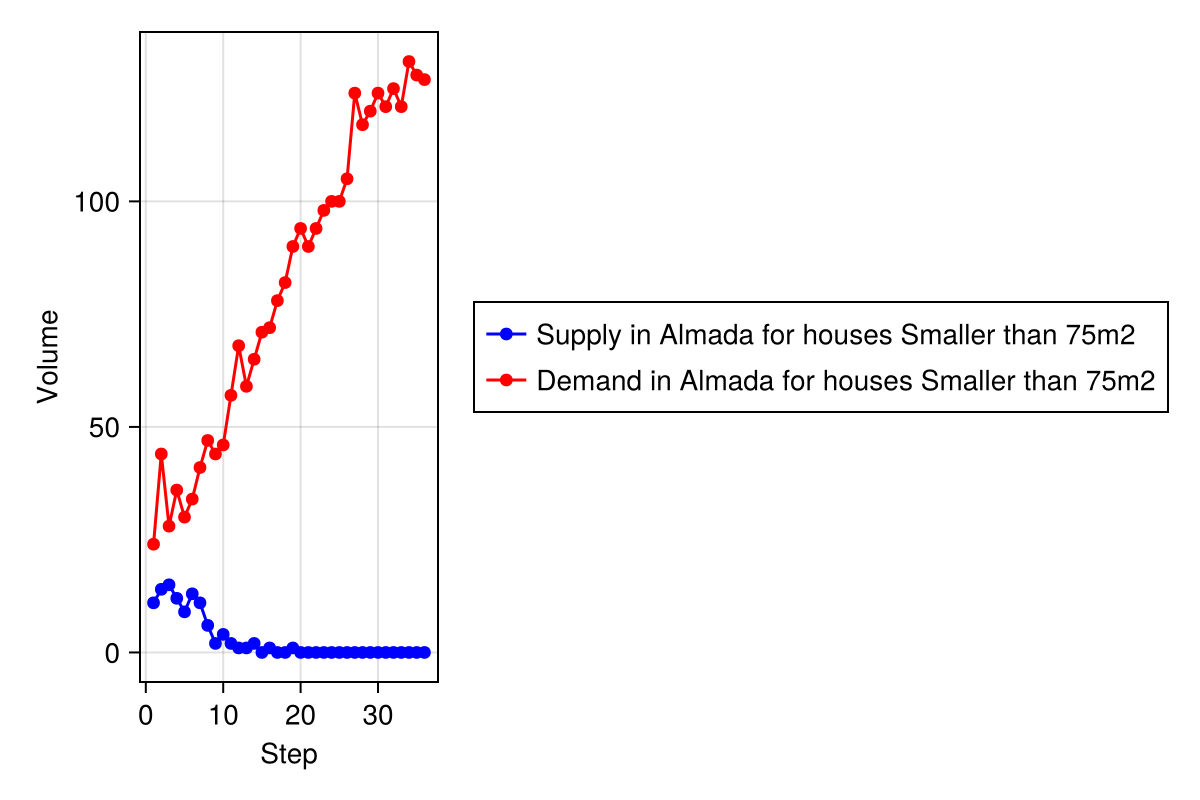 Volume
100
50
0
0 10 20 30
Step
Supply in Almada for houses Smaller than 75m2
Demand in Almada for houses Smaller than 75m2